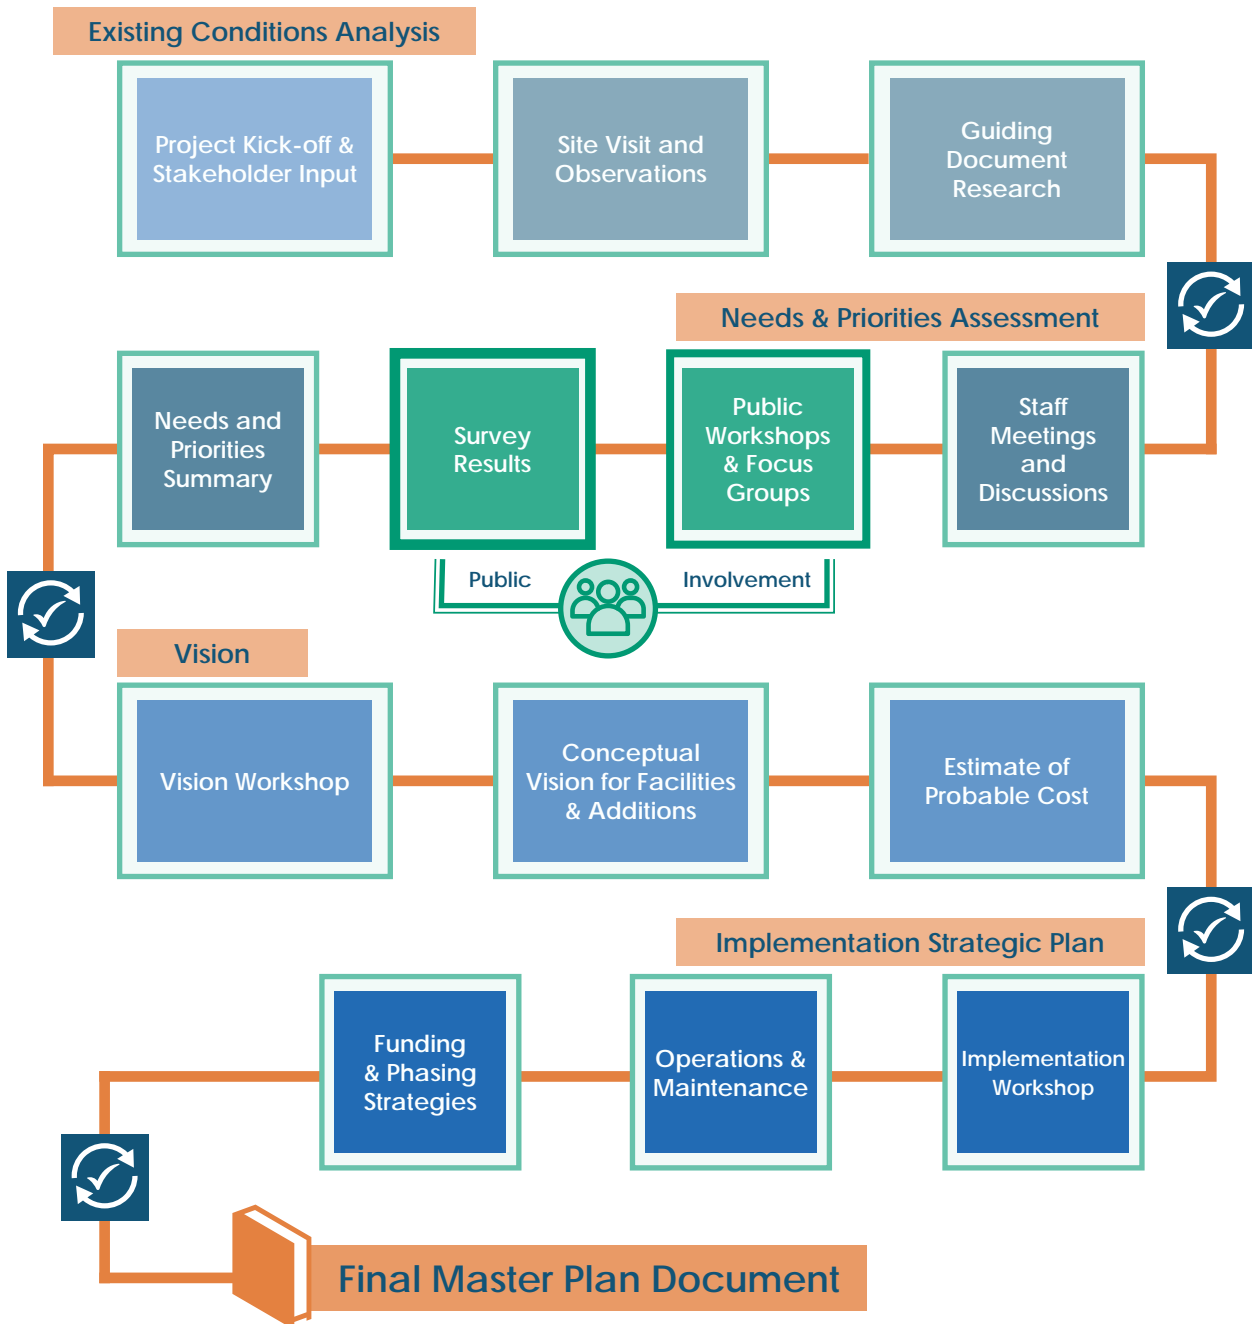 Existing Conditions Analysis
Project Kick-off &
Stakeholder Input
Site Visit and
Observations
Guiding
Document
Research
Needs & Priorities Assessment
Needs and
Priorities
Summary
Survey
Results
Public
Workshops
& Focus
Groups
Staff
Meetings
and
Discussions
Public Involvement
Vision
Vision Workshop
Conceptual
Vision for Facilities
& Additions
Estimate of
Probable Cost
Implementation Strategic Plan
Funding
& Phasing
Strategies
Operations &
Maintenance
Implementation
Workshop
Final Master Plan Document